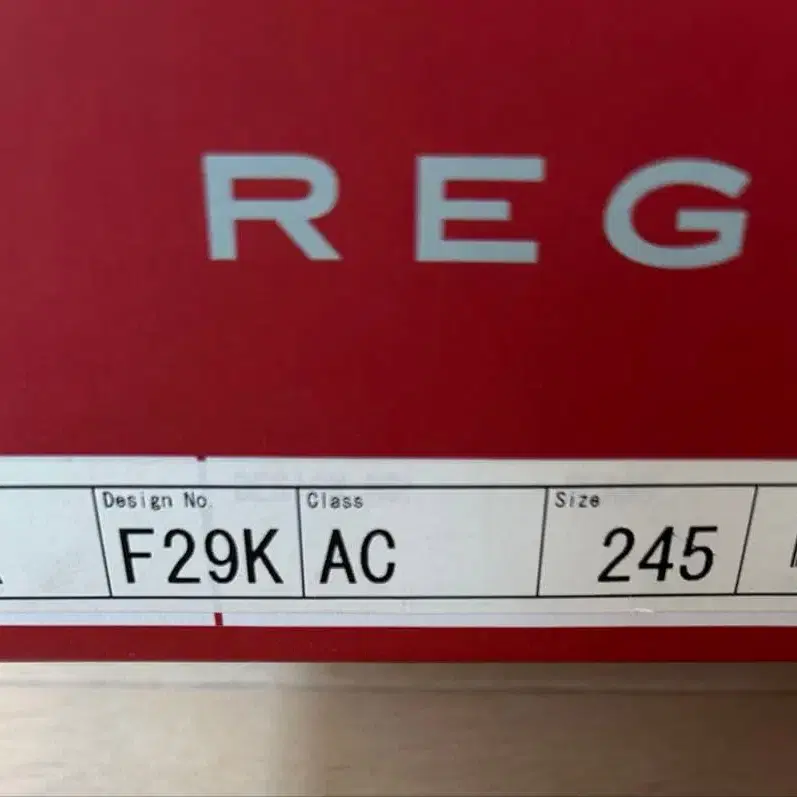 REG
Design No. Class Size
F29K AC 245